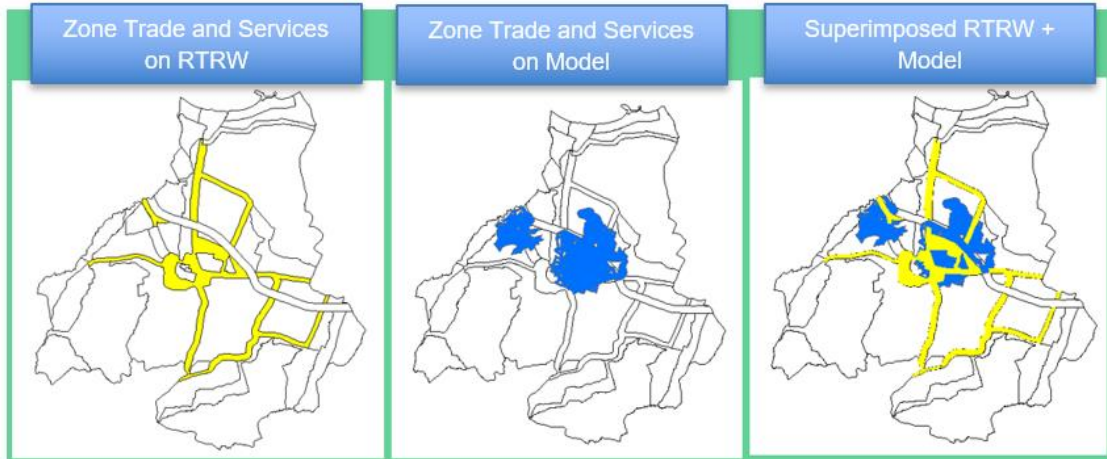 Zone Trade and Services
on RTRW
Zone Trade and Services
on Model
Superimposed RTRW +
Model